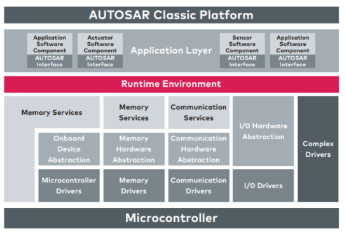 AUTOSAR Classic Platform
Application
Software
Component
AUTOSAR
Interface
Actuator
Software
Component
AUTOSAR
Interface
Application Layer
Sensor
Software
Component
AUTOSAR
Interface
Application
Software
Component
AUTOSAR
Interface
Runtime Environment
Memory Services
Memory
Services
Communication
Services
I/O Hardware
Abstraction
Complex
Drivers
Onboard
Device
Abstraction
Memory
Hardware
Abstraction
Communication
Hardware
Abstraction
Microcontroller
Drivers
Memory
Drivers
Communication
Drivers
I/O Drivers
Microcontroller